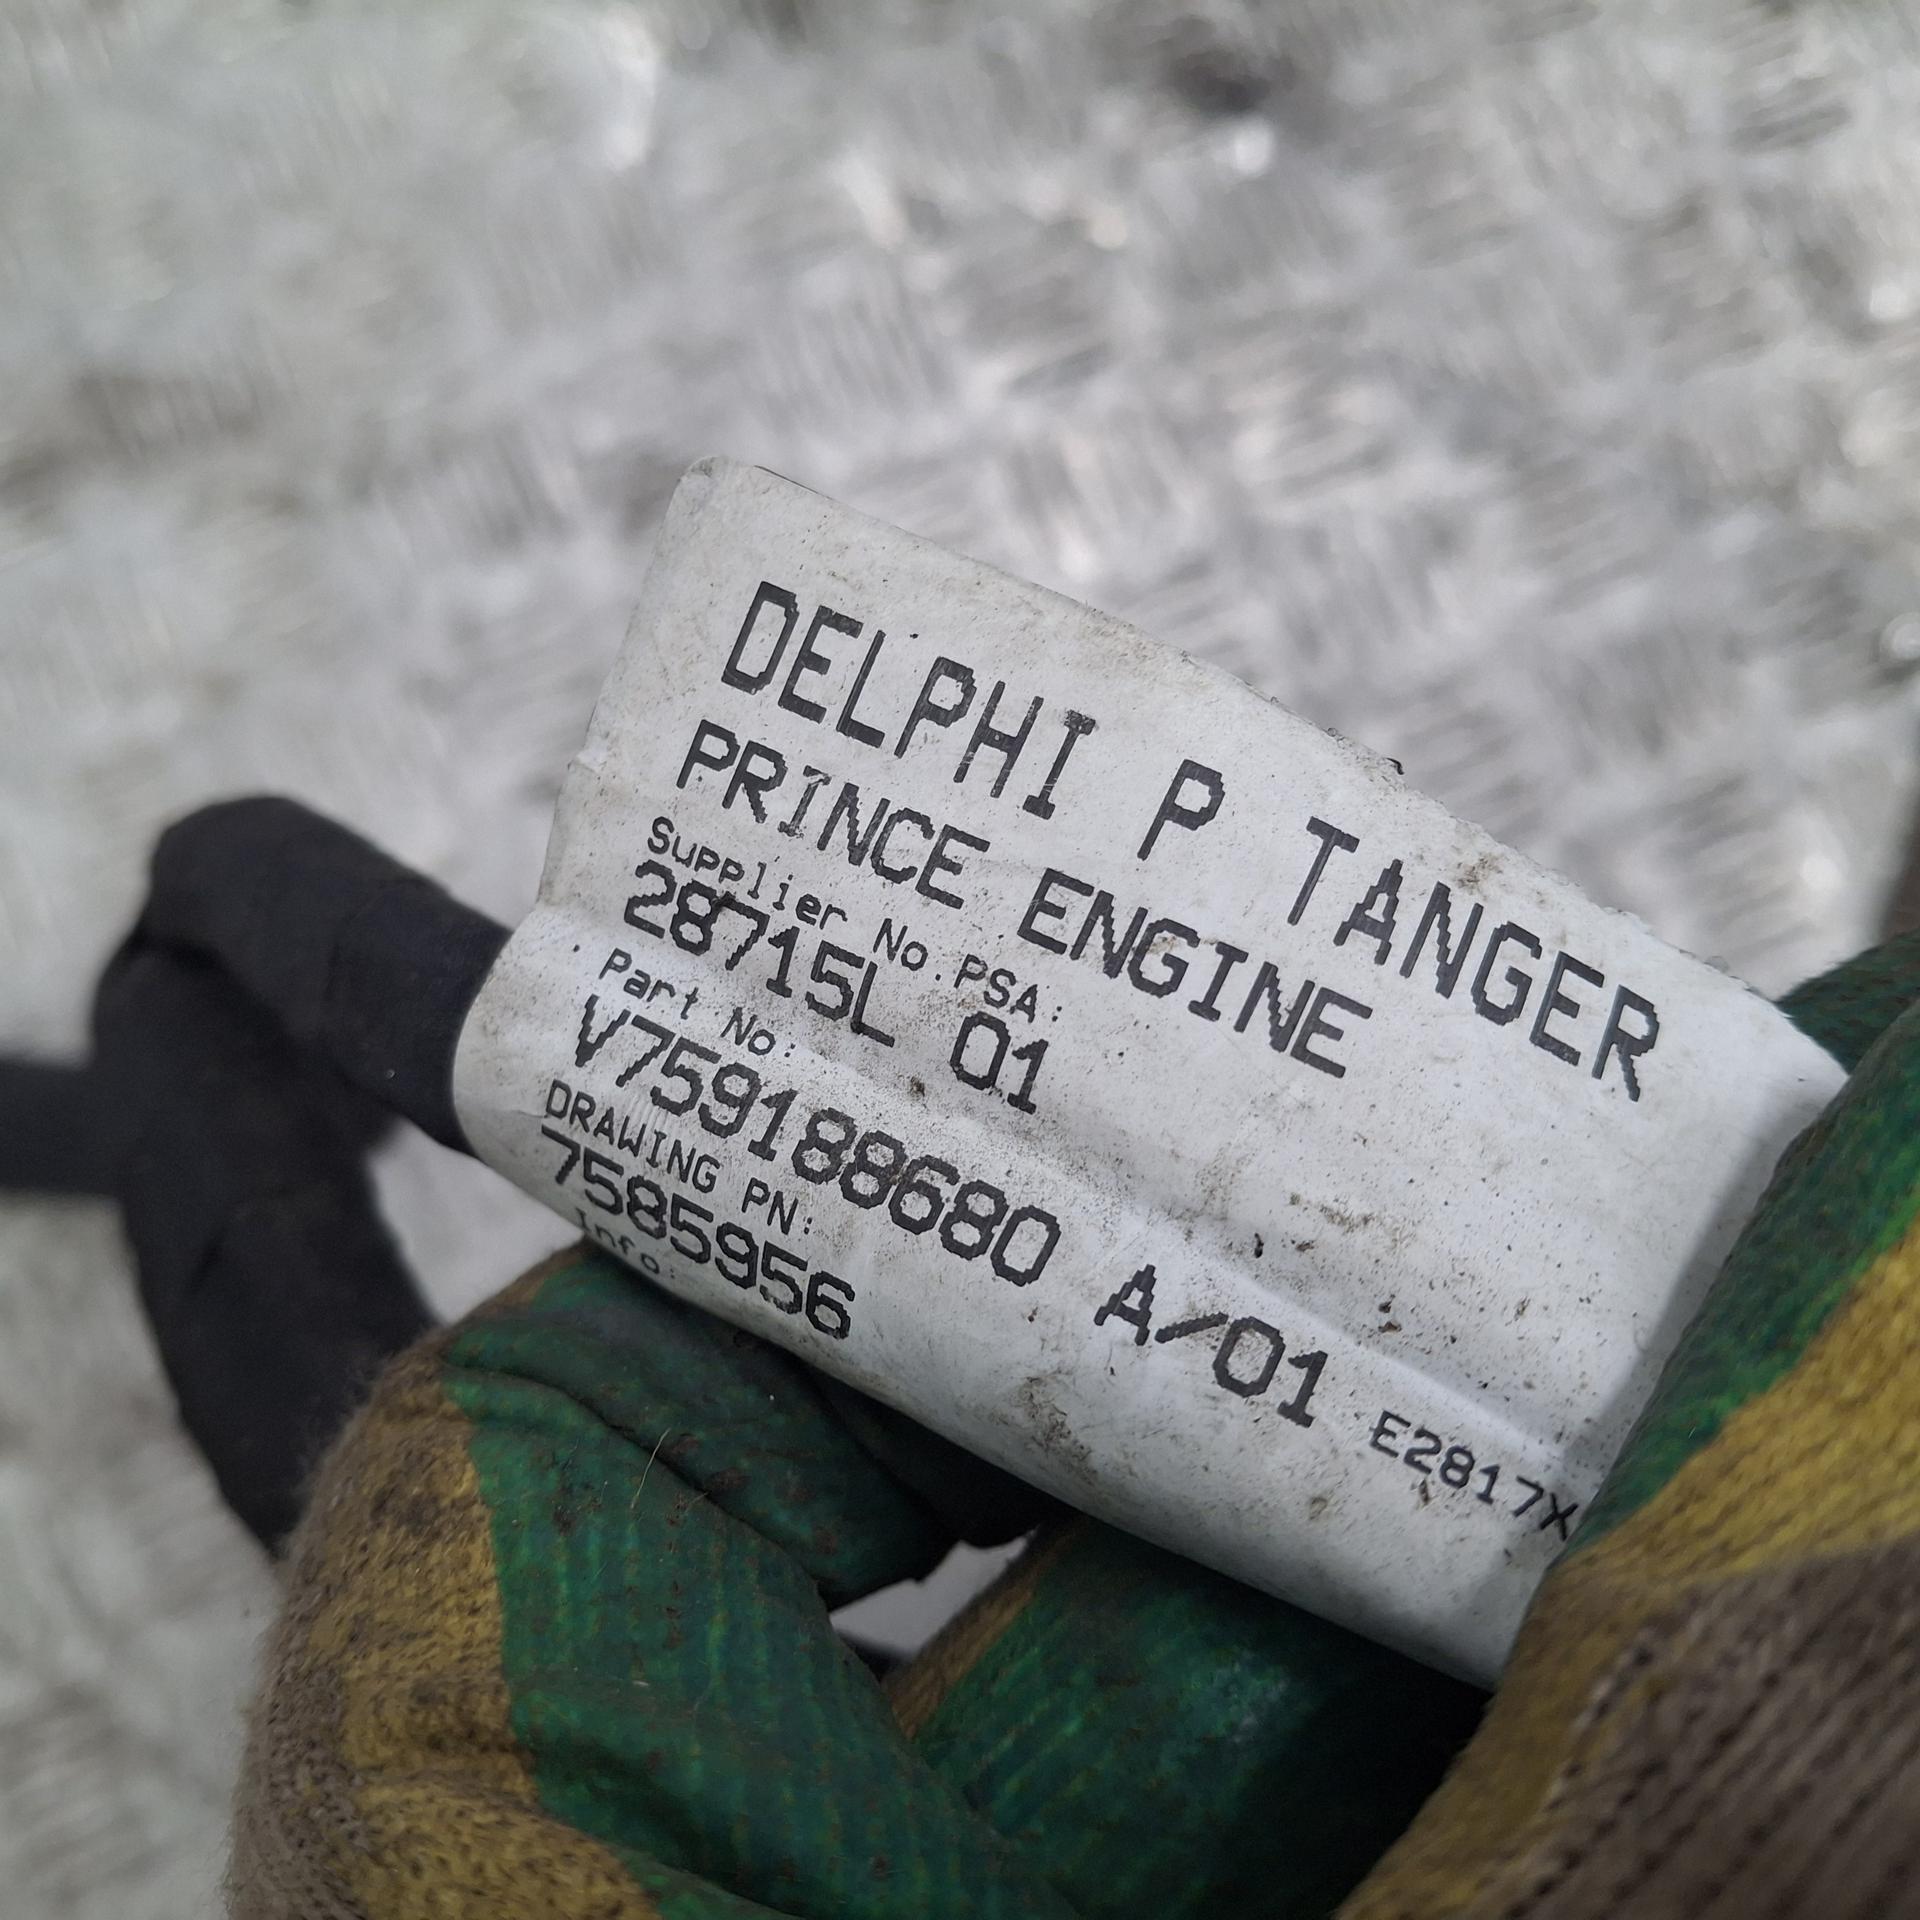 DELPHI P TANGER
PRINCE ENGINE
Supplier No.PSA:
28715L 01
Part No:
V759188680 A/01 E2817X
DRAWING PN:
7585956
Info: